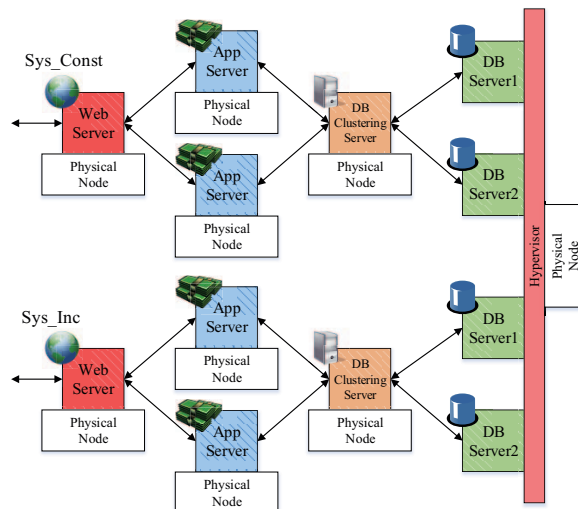 Sys_Const
Web
Server
Physical
Node
App
Server
Physical
Node
App
Server
Physical
Node
DB
Clustering
Server
Physical
Node
DB
Server1
DB
Server2
Hypervisor
Physical
Node
Sys_Inc
Web
Server
Physical
Node
App
Server
Physical
Node
App
Server
Physical
Node
DB
Clustering
Server
Physical
Node
DB
Server1
DB
Server2